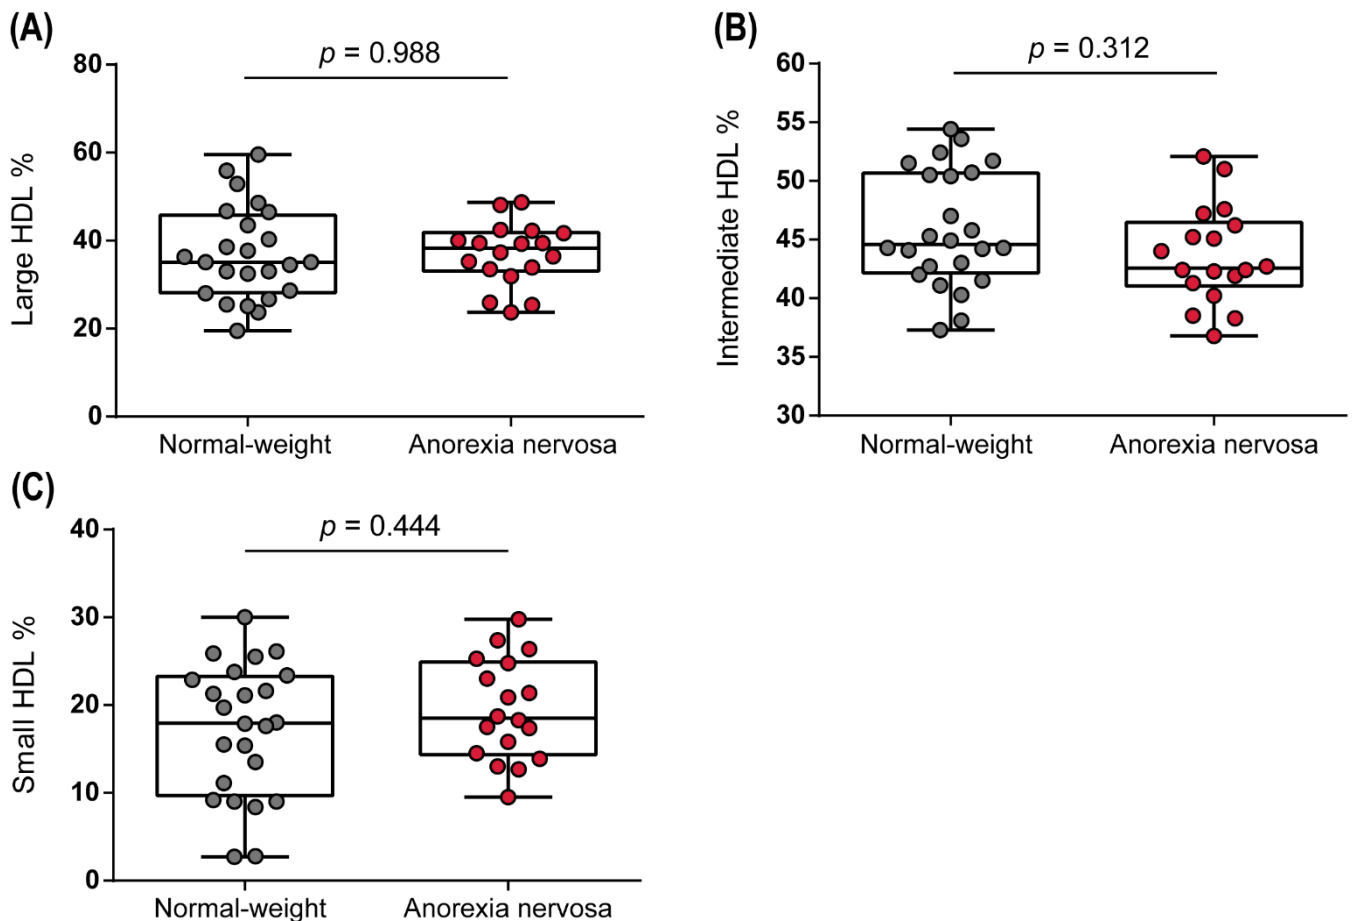 (A)
p = 0.988
Large HDL %
80
60
40
20
0
Normal-weight
Anorexia nervosa
(B)
p = 0.312
Intermediate HDL %
60
55
50
45
40
35
30
Normal-weight
Anorexia nervosa
(C)
p = 0.444
Small HDL %
40
30
20
10
0
Normal-weight
Anorexia nervosa